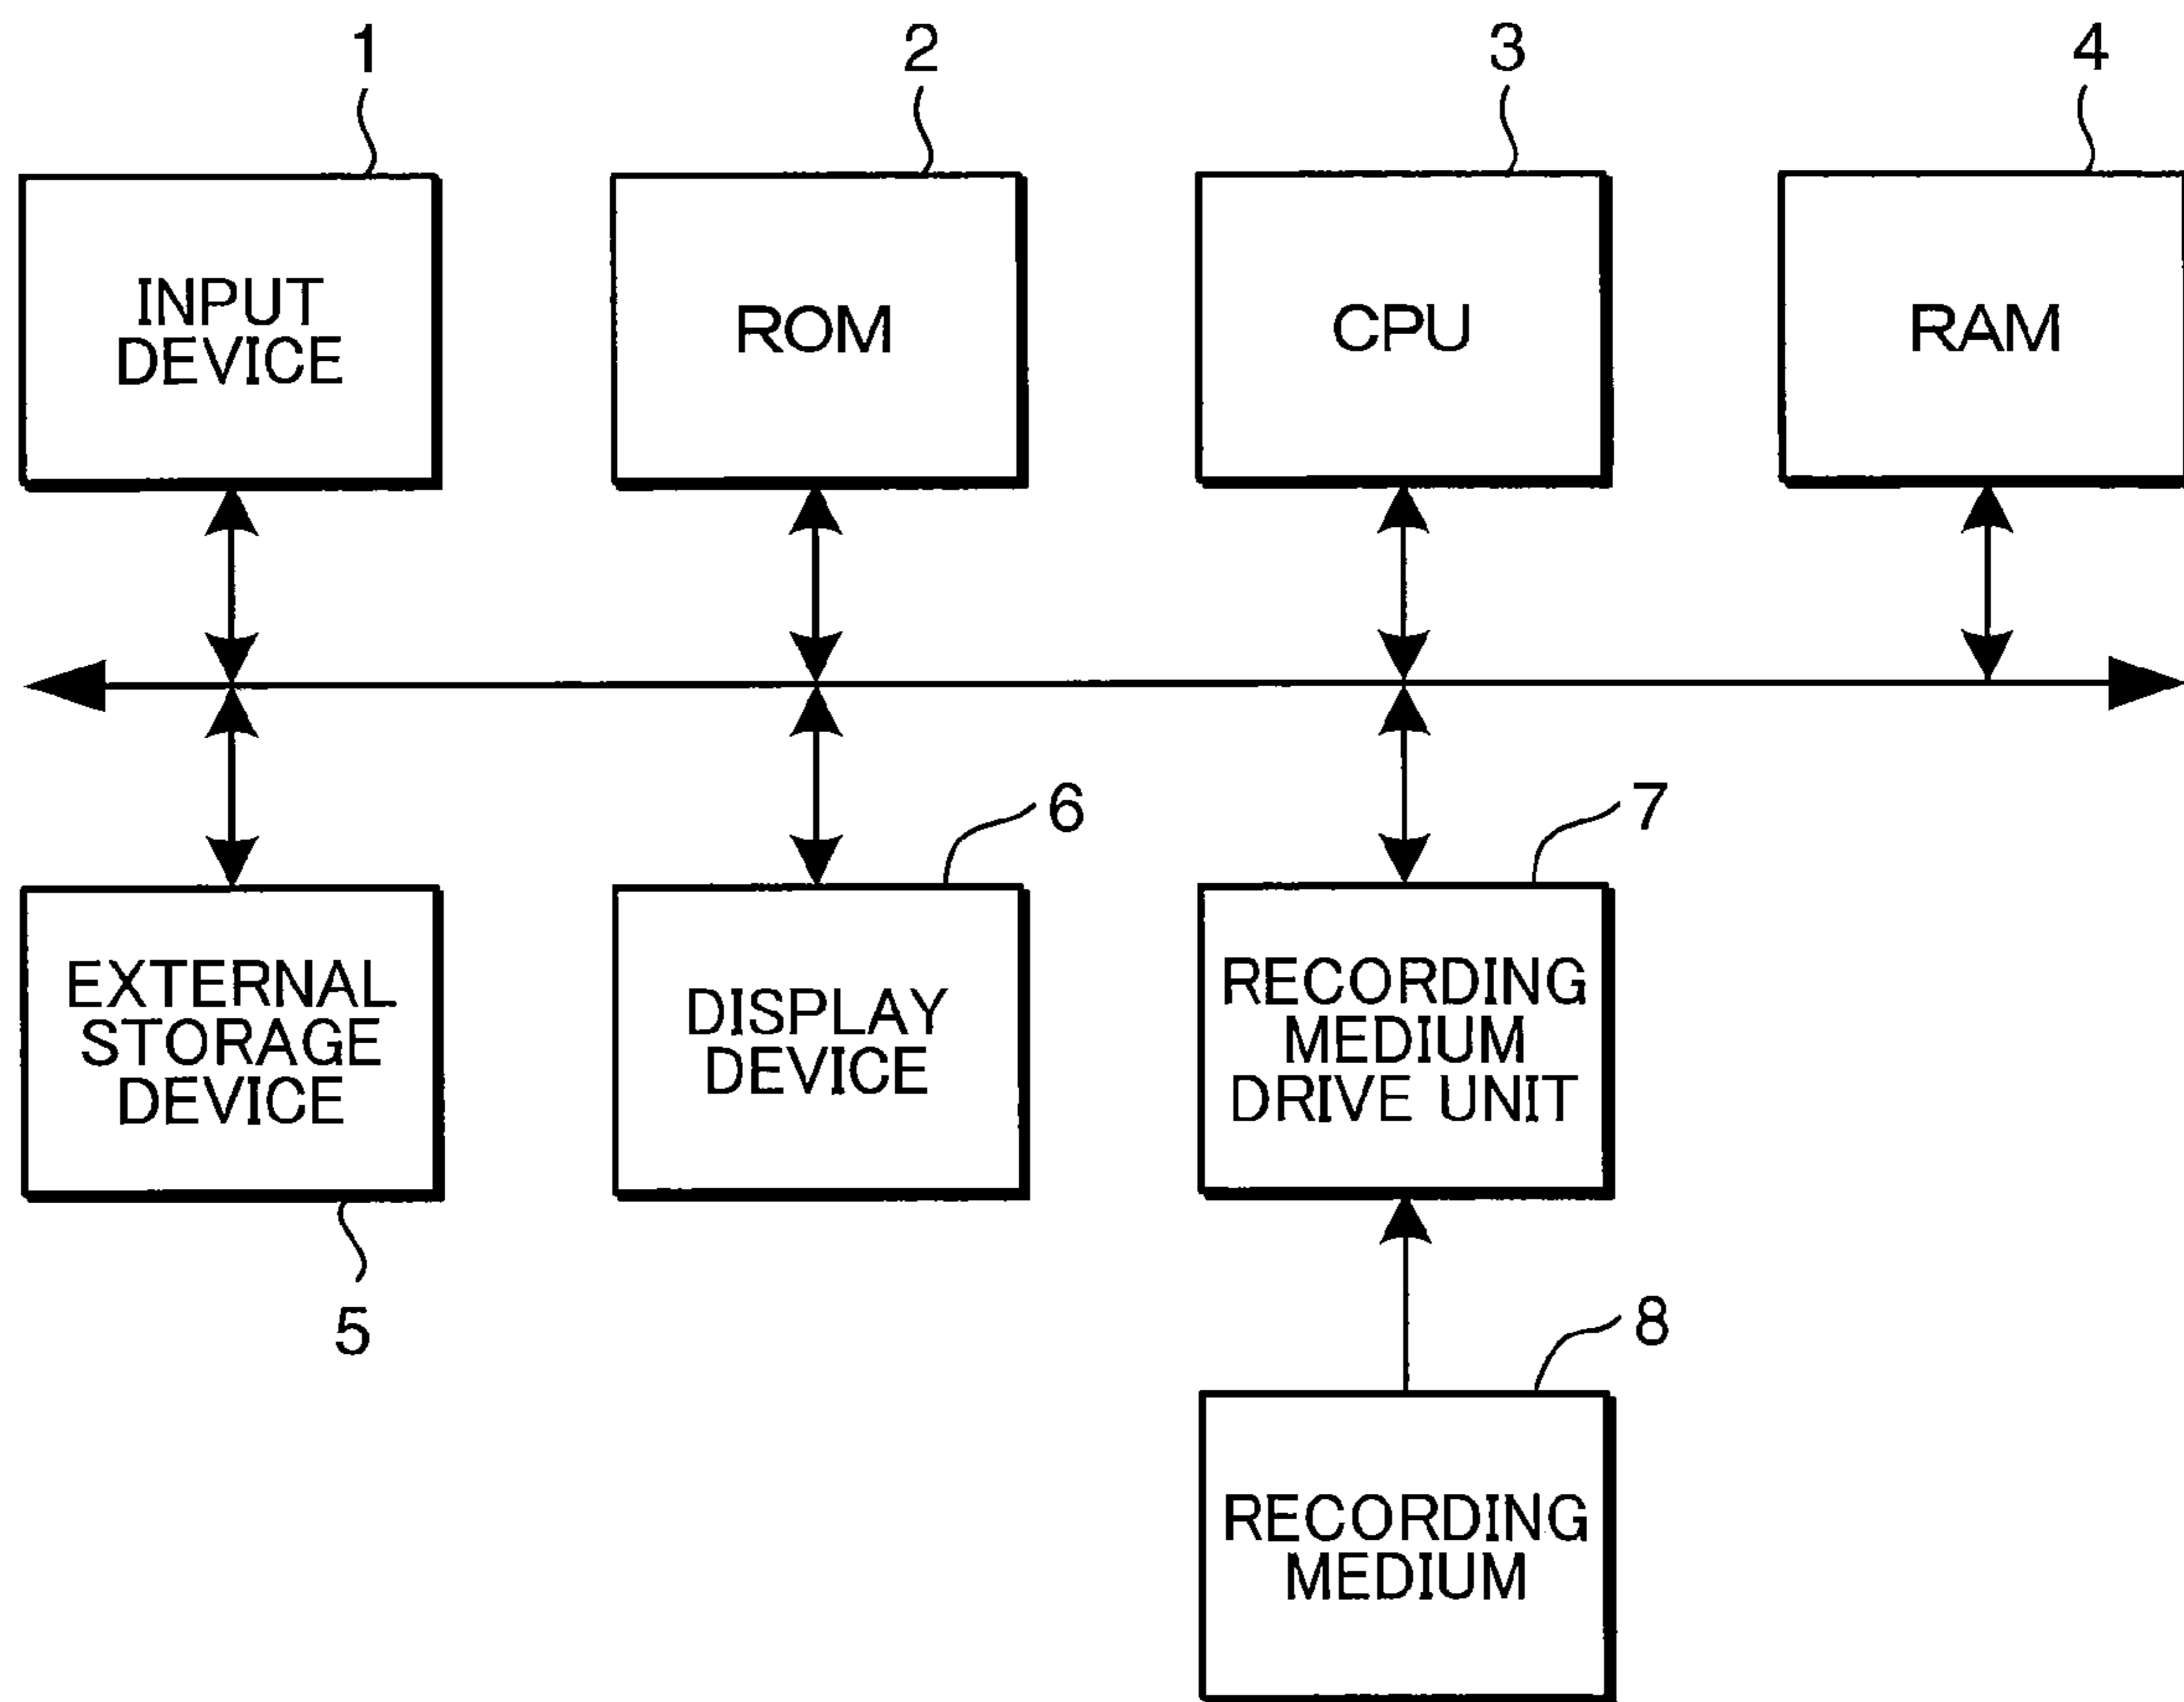 1
2
3
4
INPUT
DEVICE
ROM
CPU
RAM
6
7
EXTERNAL
STORAGE
DEVICE
DISPLAY
DEVICE
RECORDING
MEDIUM
DRIVE UNIT
5
8
RECORDING
MEDIUM